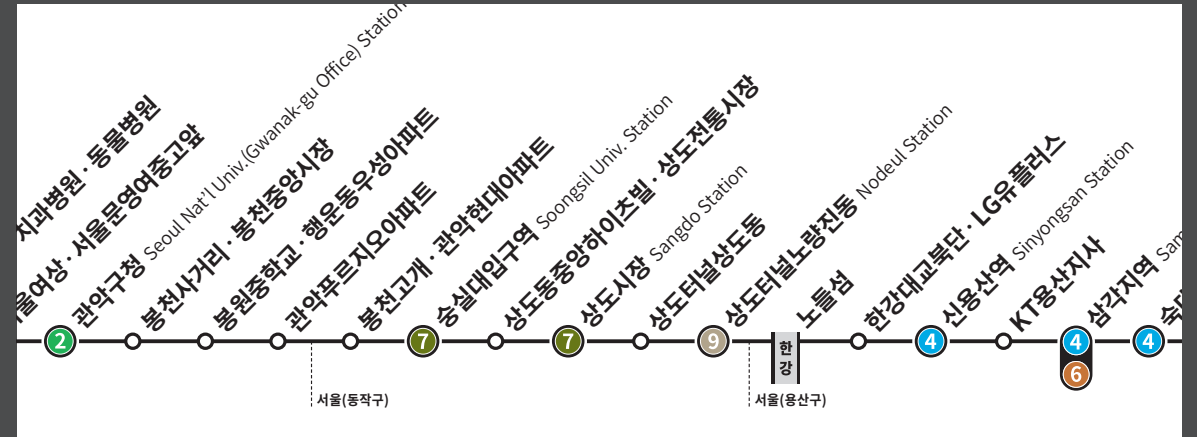 치과병원 · 동물병원
울여상 · 서울문영여중고앞
관악구청 Seoul Nat'l Univ.(Gwanak-gu Office) Station
봉천사거리 · 봉천중앙시장
봉원중학교 · 행운동우성아파트
관악푸르지오아파트
봉천고개 · 관악현대아파트
숭실대입구역 Soongsil Univ. Station
상도동중앙하이츠빌 · 상도전통시장
상도시장 Sangdo Station
상도터널상도동
상도터널노량진동 Nodeul Station
노들섬
한강대교북단 · LG유플러스
신용산역 Sinyongsan Station
KT용산지사
삼각지역 Sam
숙대
2
7
7
9
한강
4
4
6
4
서울(동작구)
서울(용산구)